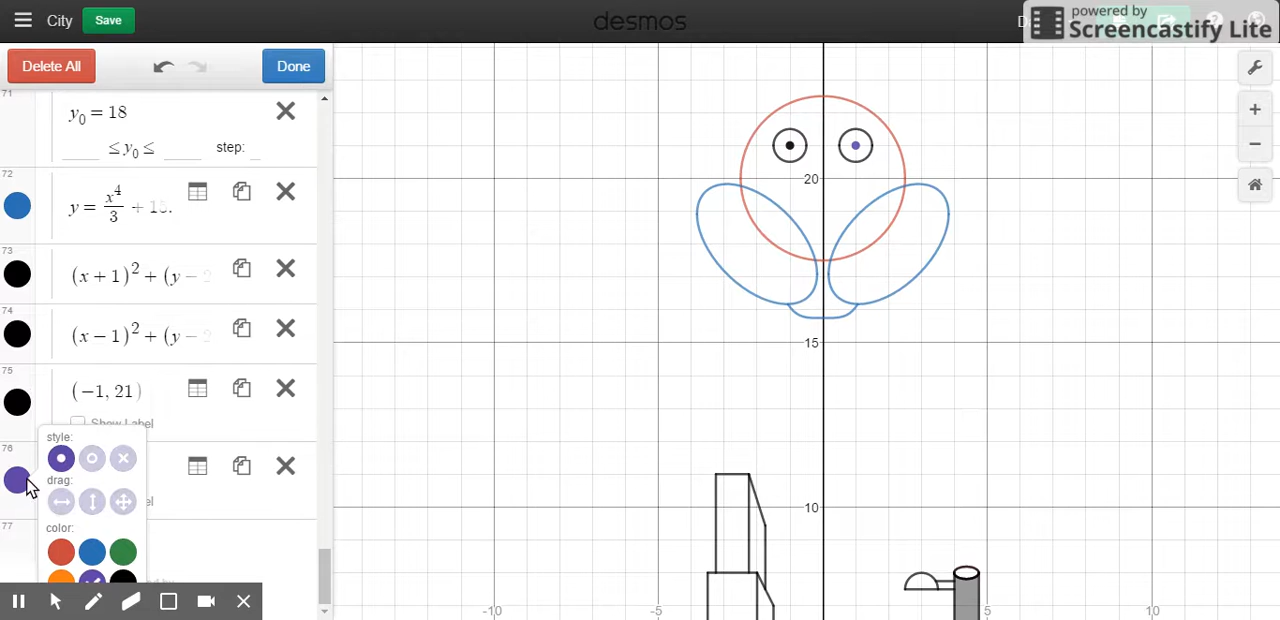 City
Save
desmos
powered by
Screencastify Lite
Delete All
Done
71
y₀ = 18
≤ y₀ ≤
step:
72
y = x⁴/3 + 15.
73
(x + 1)² + (y −
74
(x − 1)² + (y −
75
(−1, 21)
Show Label
76
style:
drag:
color:
77
20
15
10
-10
-5
5
10